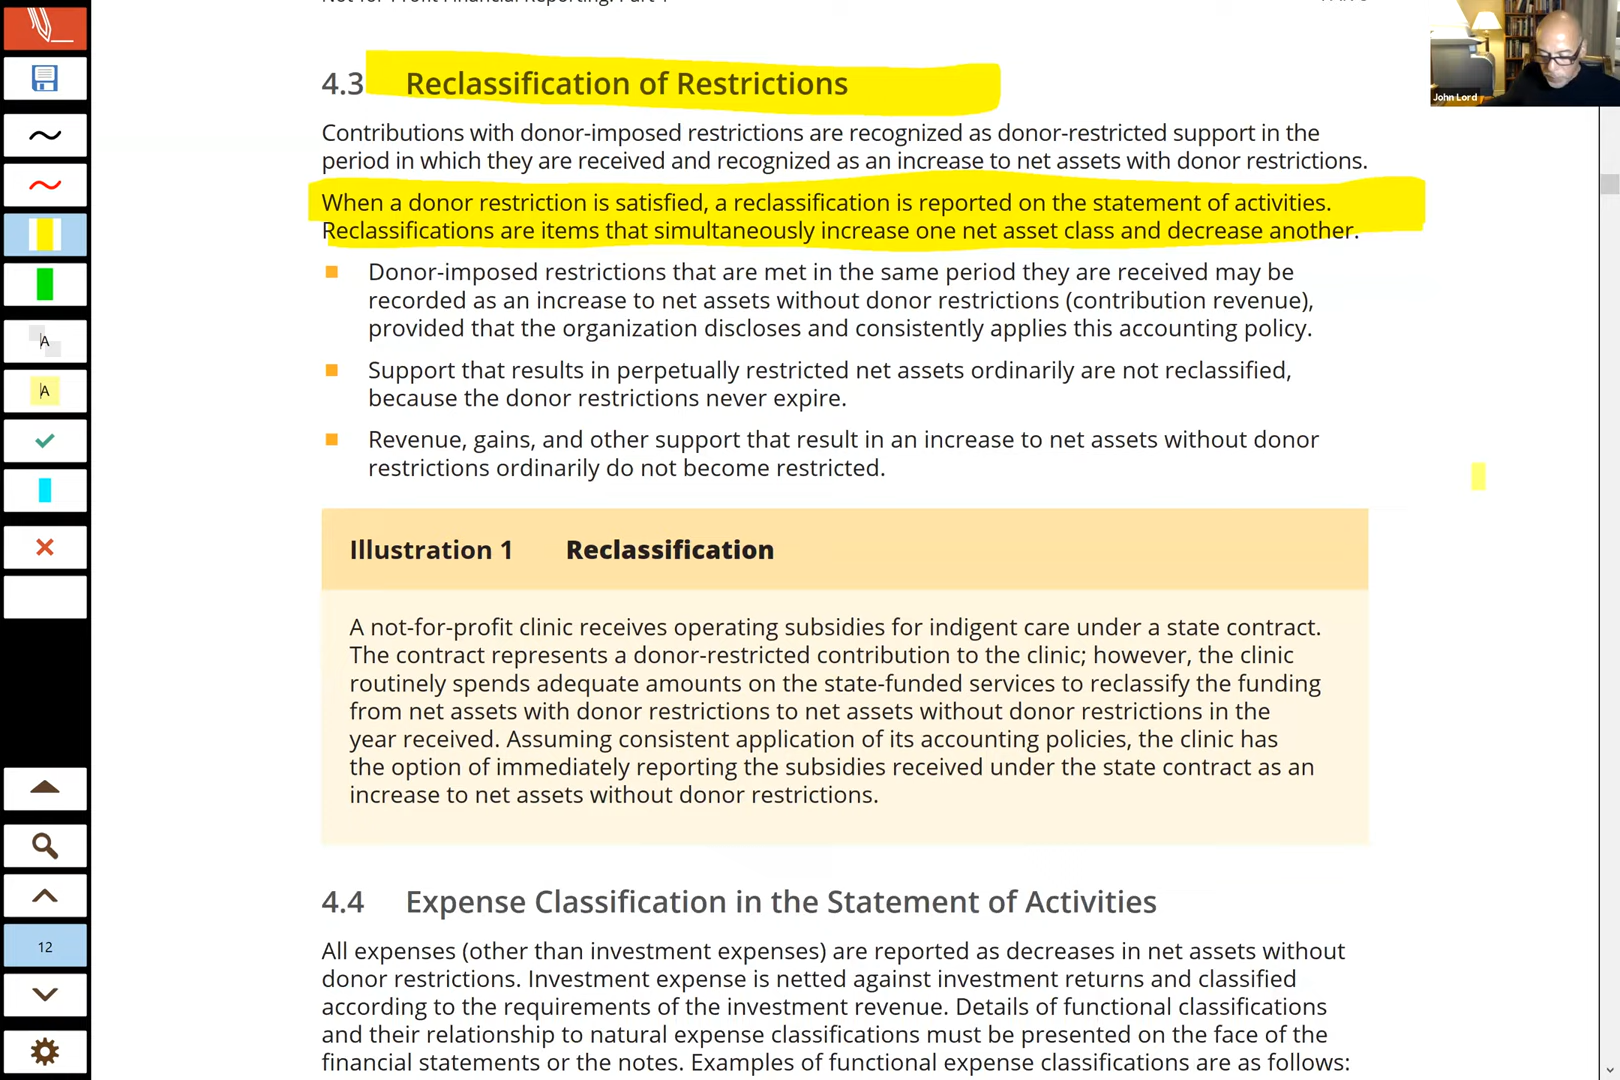 4.3 Reclassification of Restrictions
John Lord
Contributions with donor-imposed restrictions are recognized as donor-restricted support in the
period in which they are received and recognized as an increase to net assets with donor restrictions.
When a donor restriction is satisfied, a reclassification is reported on the statement of activities.
Reclassifications are items that simultaneously increase one net asset class and decrease another.
Donor-imposed restrictions that are met in the same period they are received may be
recorded as an increase to net assets without donor restrictions (contribution revenue),
provided that the organization discloses and consistently applies this accounting policy.
Support that results in perpetually restricted net assets ordinarily are not reclassified,
because the donor restrictions never expire.
Revenue, gains, and other support that result in an increase to net assets without donor
restrictions ordinarily do not become restricted.
Illustration 1 Reclassification
A not-for-profit clinic receives operating subsidies for indigent care under a state contract.
The contract represents a donor-restricted contribution to the clinic; however, the clinic
routinely spends adequate amounts on the state-funded services to reclassify the funding
from net assets with donor restrictions to net assets without donor restrictions in the
year received. Assuming consistent application of its accounting policies, the clinic has
the option of immediately reporting the subsidies received under the state contract as an
increase to net assets without donor restrictions.
4.4 Expense Classification in the Statement of Activities
All expenses (other than investment expenses) are reported as decreases in net assets without
donor restrictions. Investment expense is netted against investment returns and classified
according to the requirements of the investment revenue. Details of functional classifications
and their relationship to natural expense classifications must be presented on the face of the
financial statements or the notes. Examples of functional expense classifications are as follows:
A
A
12